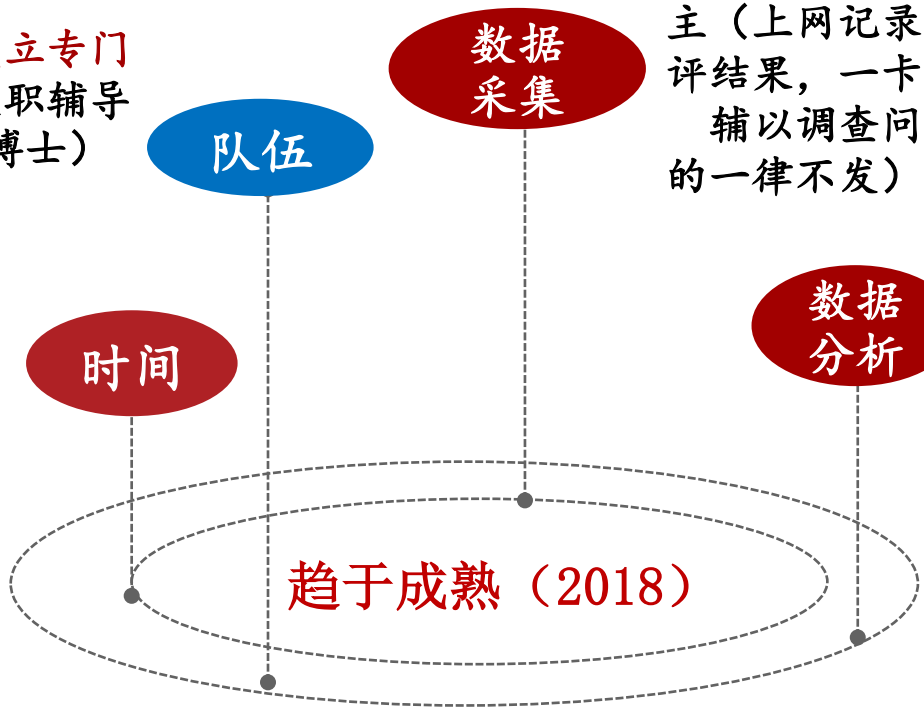 立专门
职辅导
博士）
队伍
数据
采集
主（上网记录
评结果，一卡
辅以调查问
的一律不发）
时间
数据
分析
趋于成熟（2018）